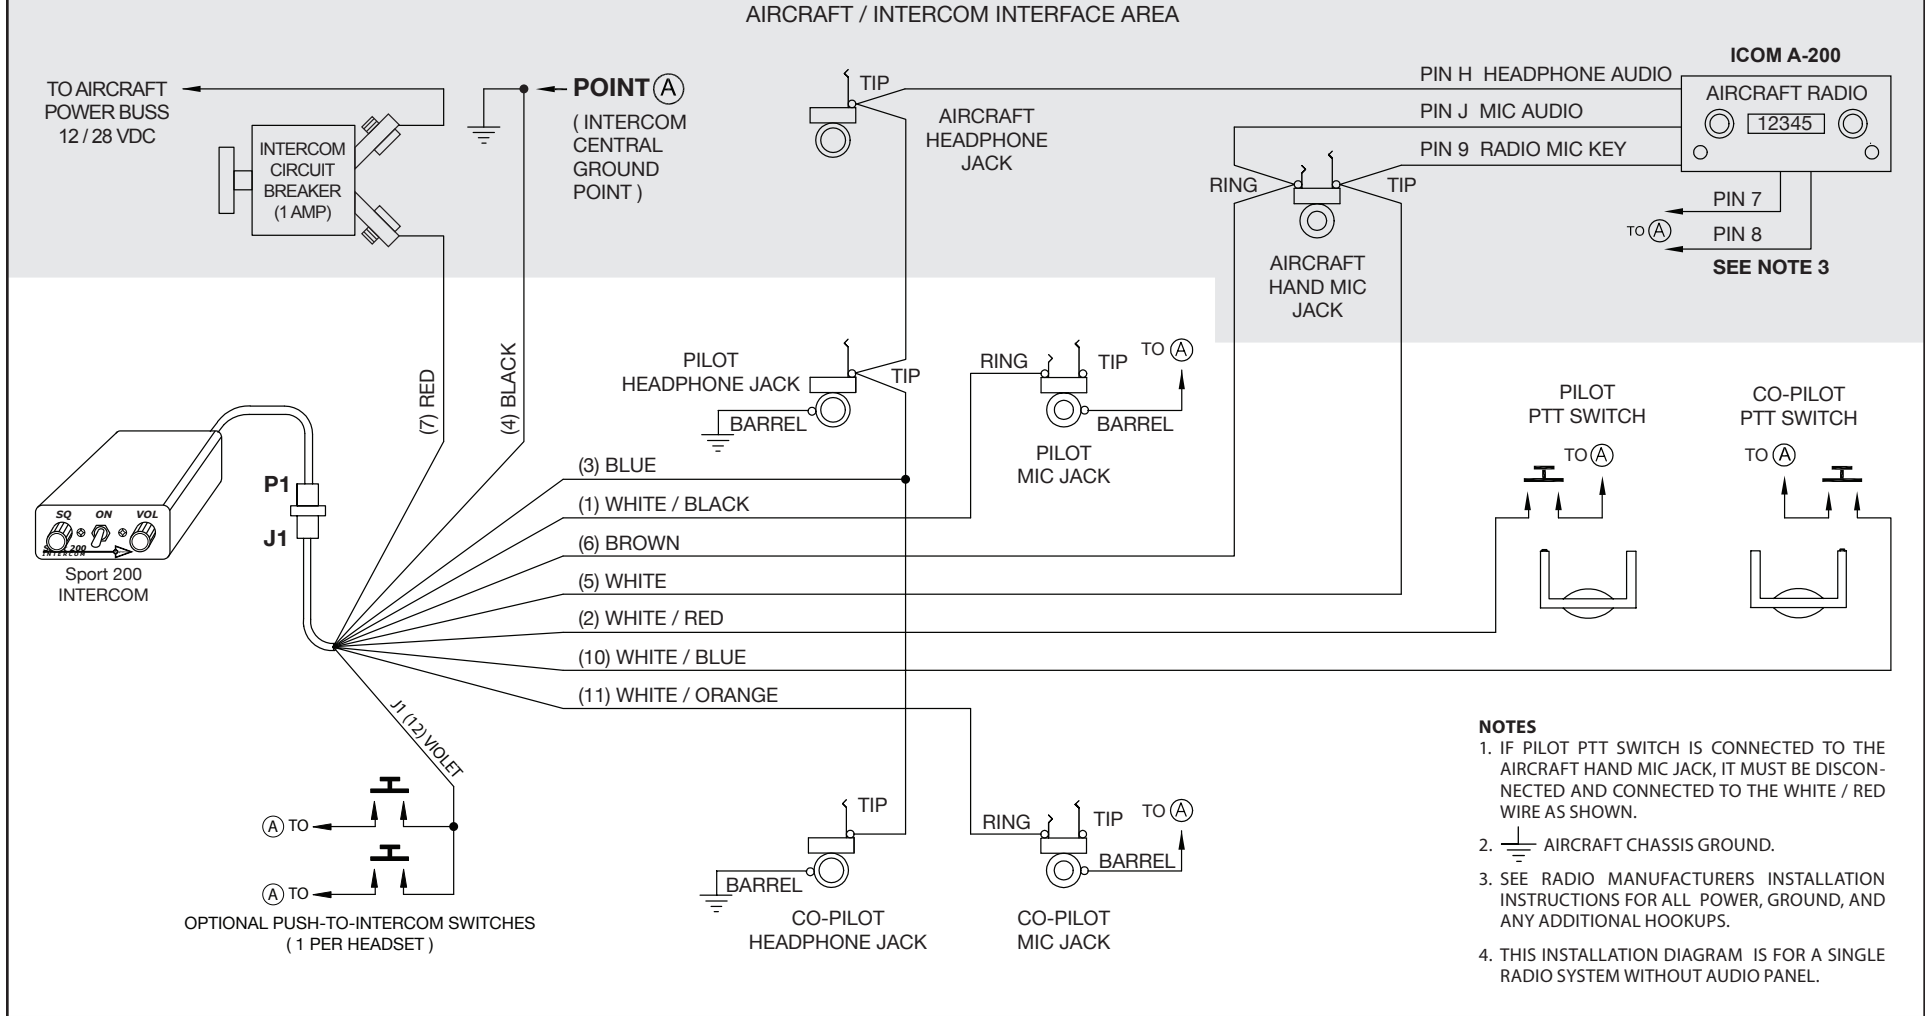 AIRCRAFT / INTERCOM INTERFACE AREA
TO AIRCRAFT
POWER BUSS
12 / 28 VDC
INTERCOM
CIRCUIT
BREAKER
(1 AMP)
POINT (A)
( INTERCOM
CENTRAL
GROUND
POINT )
TIP
AIRCRAFT
HEADPHONE
JACK
ICOM A-200
PIN H HEADPHONE AUDIO
PIN J MIC AUDIO
PIN 9 RADIO MIC KEY
AIRCRAFT RADIO
12345
RING
TIP
AIRCRAFT
HAND MIC
JACK
PIN 7
TO (A)
PIN 8
SEE NOTE 3
(7) RED
(4) BLACK
PILOT
HEADPHONE JACK
TIP
BARREL
RING
TIP
TO (A)
BARREL
PILOT
MIC JACK
PILOT
PTT SWITCH
TO (A)
CO-PILOT
PTT SWITCH
TO (A)
P1
J1
SQ ON VOL
INTERCOM
Sport 200
INTERCOM
(3) BLUE
(1) WHITE / BLACK
(6) BROWN
(5) WHITE
(2) WHITE / RED
(10) WHITE / BLUE
(11) WHITE / ORANGE
J1 (12) VIOLET
(A) TO
(A) TO
OPTIONAL PUSH-TO-INTERCOM SWITCHES
( 1 PER HEADSET )
TIP
BARREL
CO-PILOT
HEADPHONE JACK
RING
TIP
TO (A)
BARREL
CO-PILOT
MIC JACK
NOTES
1. IF PILOT PTT SWITCH IS CONNECTED TO THE
AIRCRAFT HAND MIC JACK, IT MUST BE DISCON-
NECTED AND CONNECTED TO THE WHITE / RED
WIRE AS SHOWN.
2. AIRCRAFT CHASSIS GROUND.
3. SEE RADIO MANUFACTURERS INSTALLATION
INSTRUCTIONS FOR ALL POWER, GROUND, AND
ANY ADDITIONAL HOOKUPS.
4. THIS INSTALLATION DIAGRAM IS FOR A SINGLE
RADIO SYSTEM WITHOUT AUDIO PANEL.